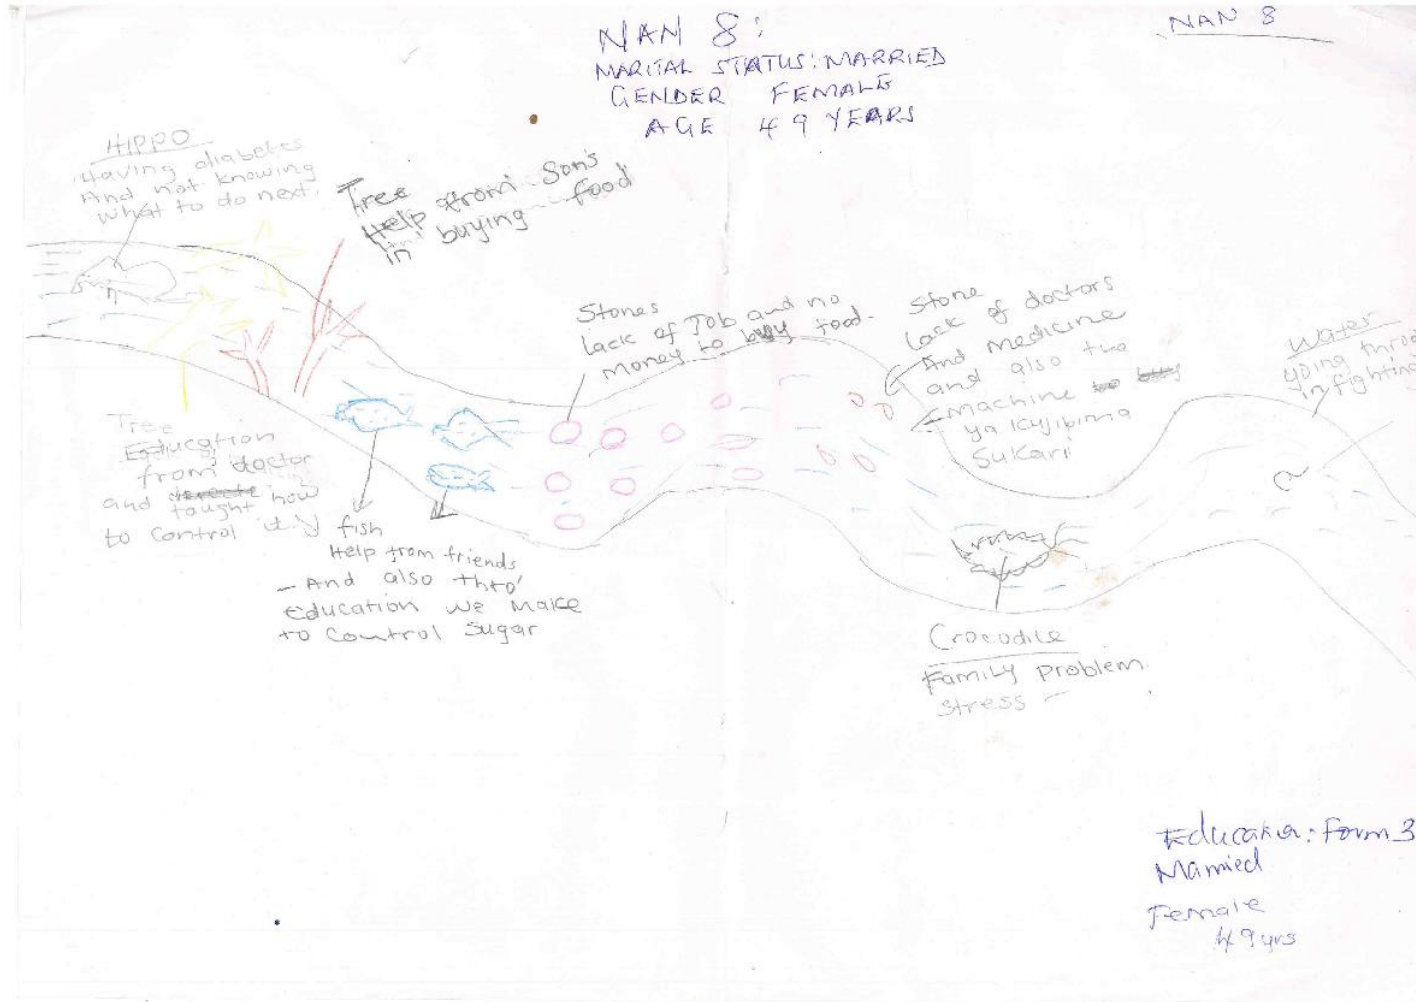 NAN 8:
MARITAL STATUS: MARRIED
GENDER FEMALE
AGE 49 YEARS
NAN 8
HIPPO
Having diabetes
And not knowing
what to do next.
Tree
Help from Son's
in buying food
Stones
Lack of Job and no
money to buy food.
Stone
Lack of doctors
And medicine
and also the
machine
ya Kujipima
Sukari
Water
going
in fighting
Tree
Education
from doctor
and taught how
to control it
fish
Help from friends
- And also thro'
Education we make
to control sugar
Crocodile
Family problem
stress -
Education: Form 3
Married
Female
49 yrs